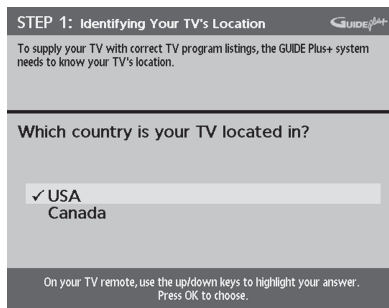 STEP 1: Identifying Your TV's Location
GUIDE Plus+
To supply your TV with correct TV program listings, the GUIDE Plus+ system
needs to know your TV's location.
Which country is your TV located in?
✓ USA
Canada
On your TV remote, use the up/down keys to highlight your answer.
Press OK to choose.